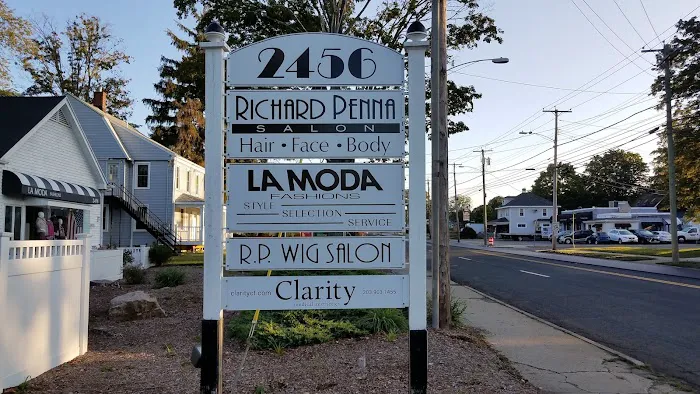 2456
RICHARD PENNA
SALON
Hair • Face • Body
LA MODA
FASHIONS
STYLE
SELECTION
SERVICE
R.P. WIG SALON
Clarity
LA MODA